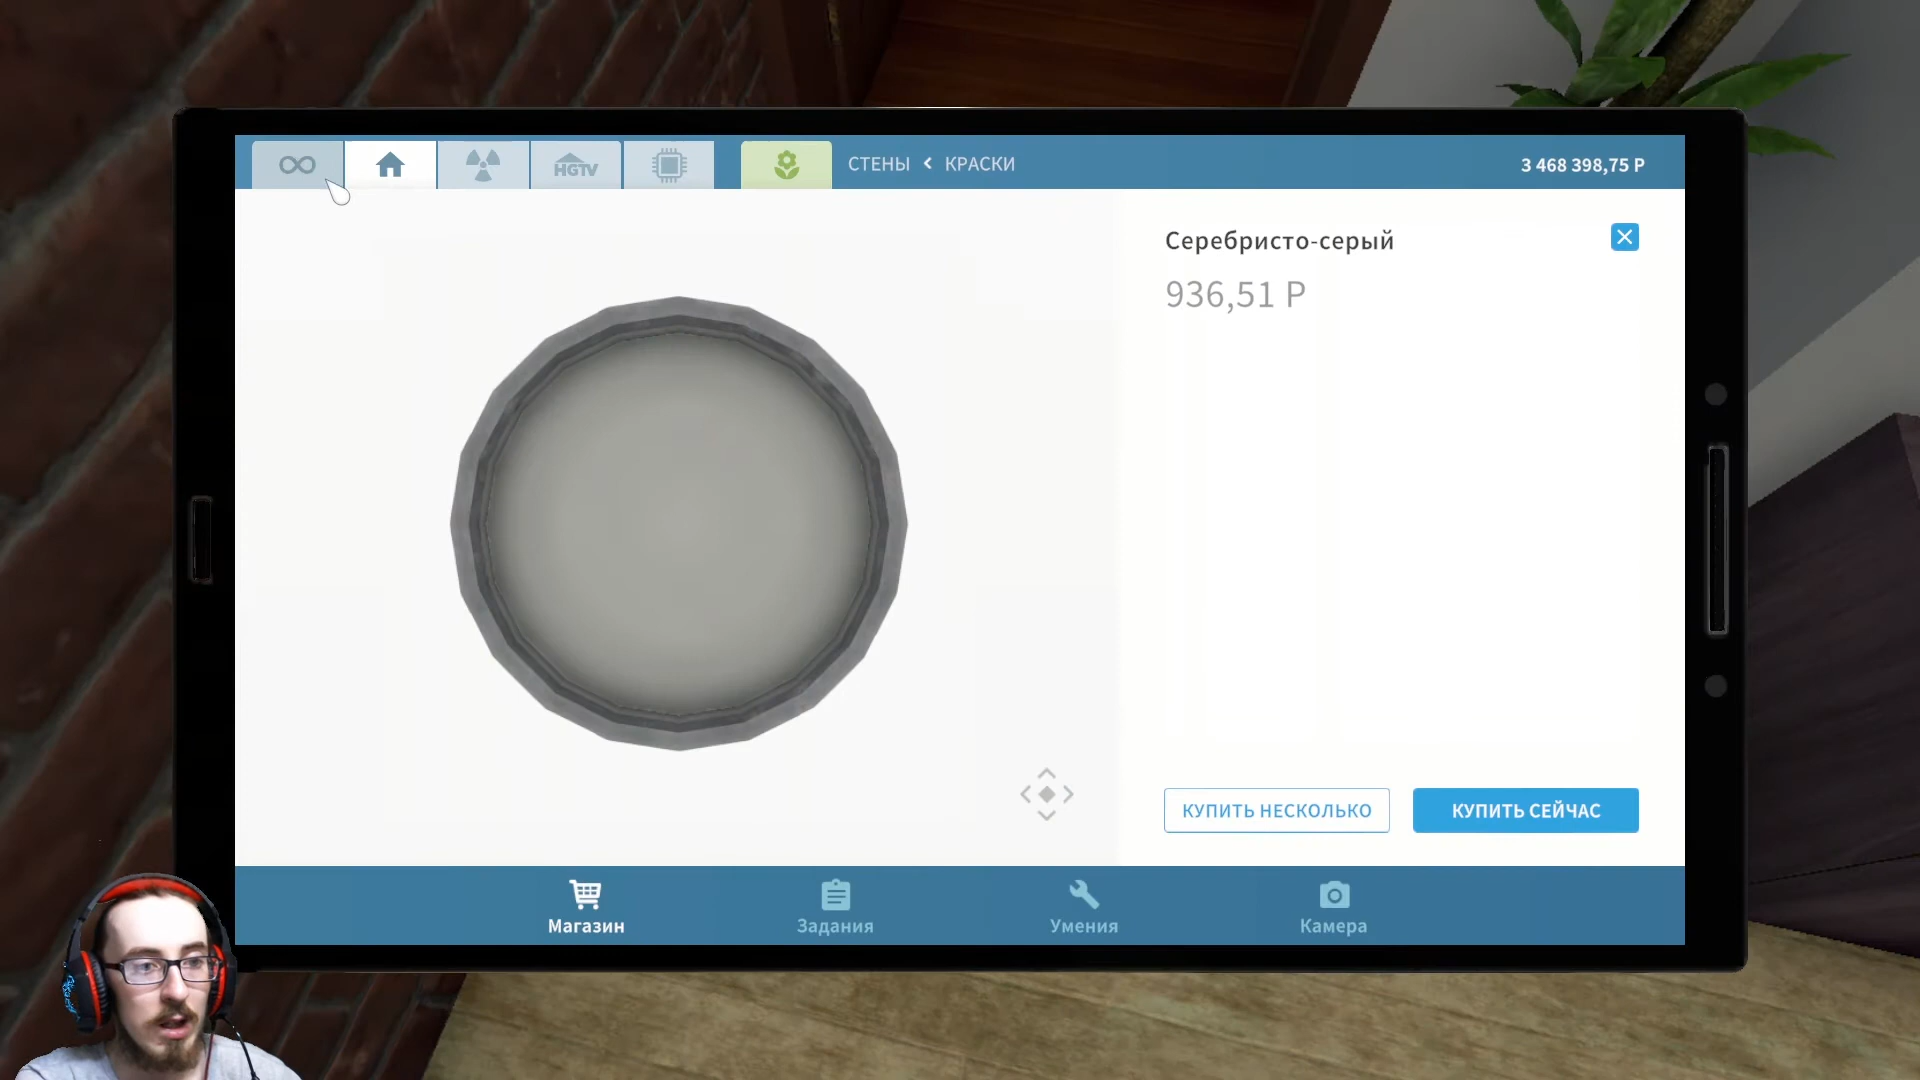 HGTV
СТЕНЫ < КРАСКИ
3 468 398,75 Р
Серебристо-серый
936,51 Р
КУПИТЬ НЕСКОЛЬКО
КУПИТЬ СЕЙЧАС
Магазин
Задания
Умения
Камера